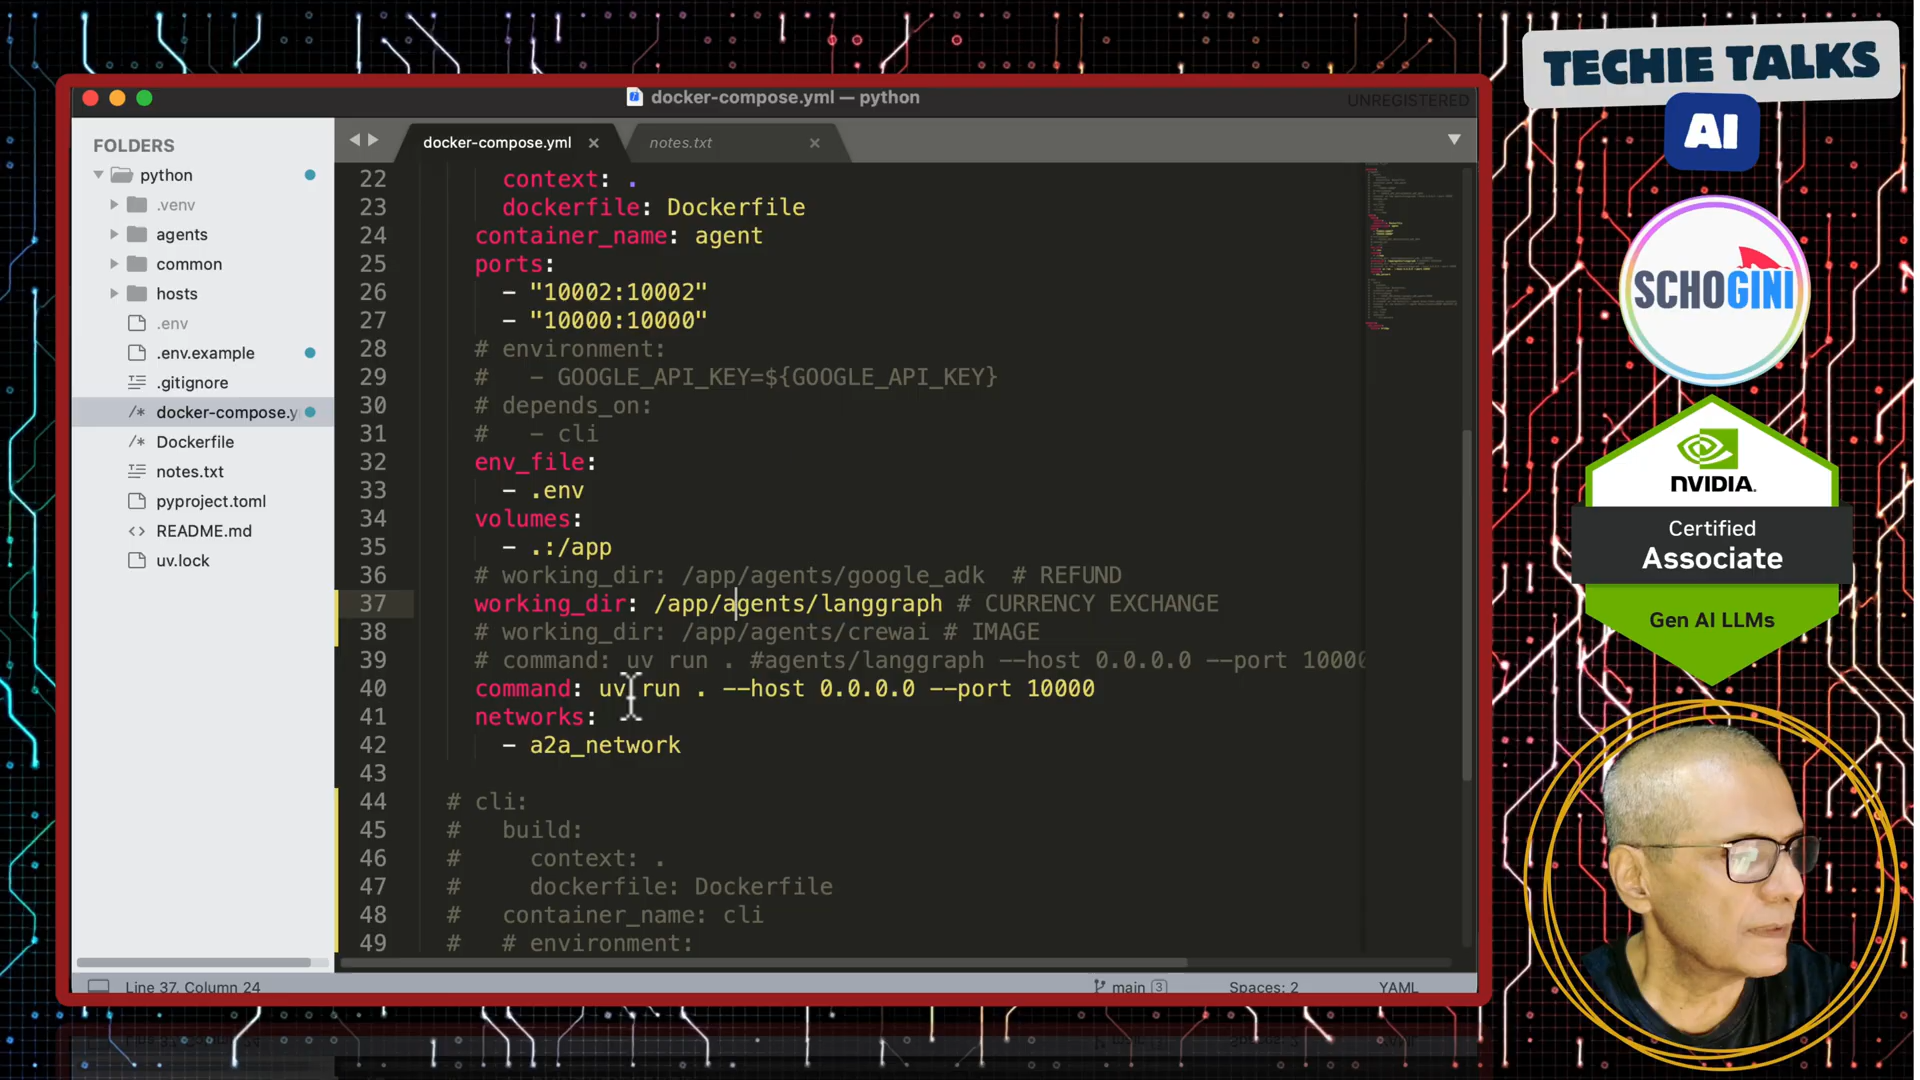 TECHIE TALKS
AI
SCHOGINI
NVIDIA.
Certified
Associate
Gen AI LLMs
docker-compose.yml — python
UNREGISTERED
FOLDERS
python
.venv
agents
common
hosts
.env
.env.example
.gitignore
docker-compose.y
Dockerfile
notes.txt
pyproject.toml
README.md
uv.lock
docker-compose.yml
notes.txt
22 context: .
23 dockerfile: Dockerfile
24 container_name: agent
25 ports:
26 - "10002:10002"
27 - "10000:10000"
28 # environment:
29 # - GOOGLE_API_KEY=${GOOGLE_API_KEY}
30 # depends_on:
31 # - cli
32 env_file:
33 - .env
34 volumes:
35 - .:/app
36 # working_dir: /app/agents/google_adk # REFUND
37 working_dir: /app/agents/langgraph # CURRENCY EXCHANGE
38 # working_dir: /app/agents/crewai # IMAGE
39 # command: uv run . #agents/langgraph --host 0.0.0.0 --port 10000
40 command: uv run . --host 0.0.0.0 --port 10000
41 networks:
42 - a2a_network
43
44 # cli:
45 # build:
46 # context: .
47 # dockerfile: Dockerfile
48 # container_name: cli
49 # # environment:
Line 37, Column 24
main 3
Spaces: 2
YAML